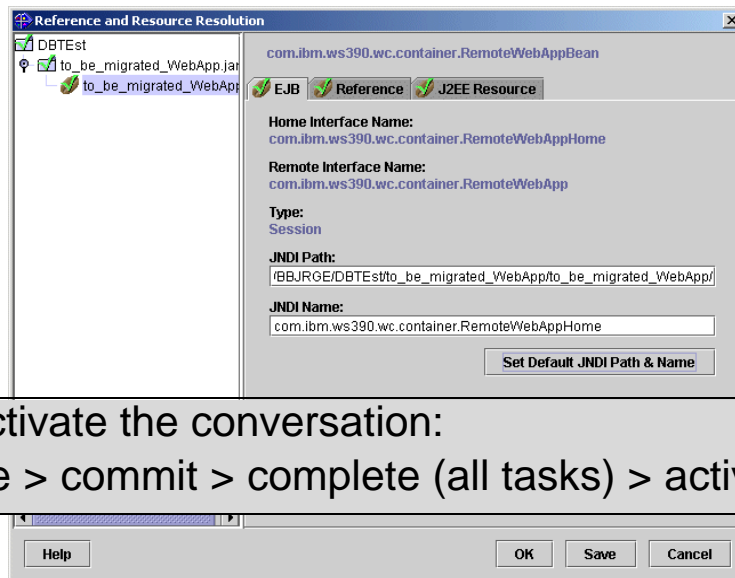 Reference and Resource Resolution
DBTEst
to_be_migrated_WebApp.jar
to_be_migrated_WebApp
com.ibm.ws390.wc.container.RemoteWebAppBean
EJB Reference J2EE Resource
Home Interface Name:
com.ibm.ws390.wc.container.RemoteWebAppHome
Remote Interface Name:
com.ibm.ws390.wc.container.RemoteWebApp
Type:
Session
JNDI Path:
/BBJRGE/DBTEst/to_be_migrated_WebApp/to_be_migrated_WebApp/
JNDI Name:
com.ibm.ws390.wc.container.RemoteWebAppHome
Set Default JNDI Path & Name
ctivate the conversation:
e > commit > complete (all tasks) > activ
Help OK Save Cancel